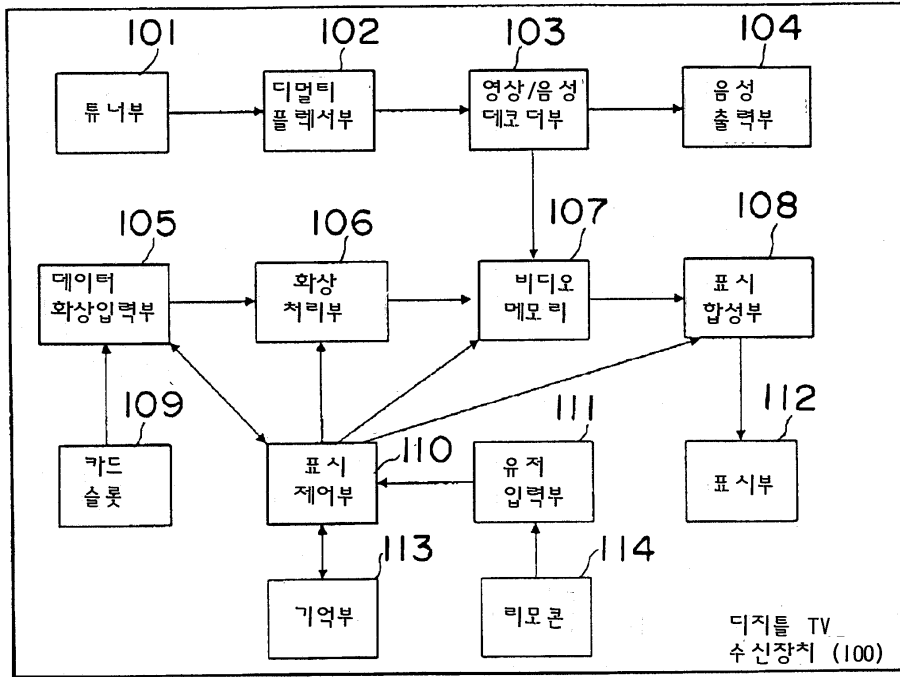 101
102
103
104
튜너부
디멀티
플렉서부
영상/음성
데코더부
음성
출력부
105
106
107
108
데이터
화상입력부
화상
처리부
비디오
메모리
표시
합성부
109
110
111
112
카드
슬롯
표시
제어부
유저
입력부
표시부
113
114
기억부
리모콘
디지틀 TV
수신장치 (100)